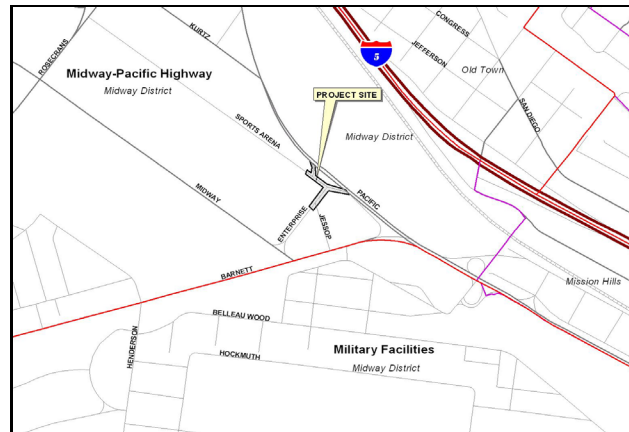 CONGRESS
ROSECRANS
KURTZ
JEFFERSON
5
Old Town
Midway-Pacific Highway
Midway District
PROJECT SITE
SAN DIEGO
SPORTS ARENA
Midway District
MIDWAY
PACIFIC
ENTERPRISE
JESSOP
BARNETT
Mission Hills
BELLEAU WOOD
HENDERSON
Military Facilities
HOCKMUTH
Midway District